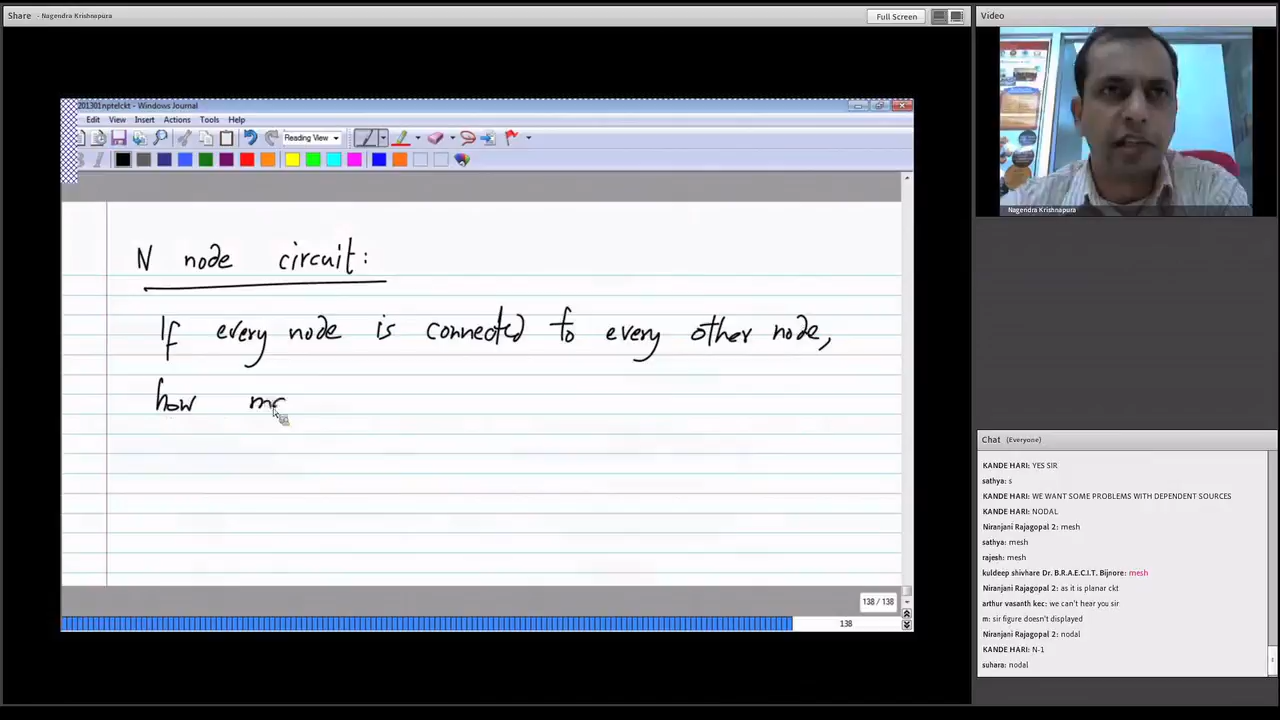 Share - Nagendra Krishnapura
Full Screen
Video
201301nptelckt - Windows Journal
Edit View Insert Actions Tools Help
Reading View
Nagendra Krishnapura
N node circuit:
If every node is connected to every other node,
how ma
138 / 138
138
Chat (Everyone)
KANDE HARI: YES SIR
sathya: s
KANDE HARI: WE WANT SOME PROBLEMS WITH DEPENDENT SOURCES
KANDE HARI: NODAL
Niranjani Rajagopal 2: mesh
sathya: mesh
rajesh: mesh
kuldeep shivhare Dr. B.R.A.E.C.I.T. Bijnore: mesh
Niranjani Rajagopal 2: as it is planar ckt
arthur vasanth kec: we can't hear you sir
m: sir figure doesn't displayed
Niranjani Rajagopal 2: nodal
KANDE HARI: N-1
suhara: nodal